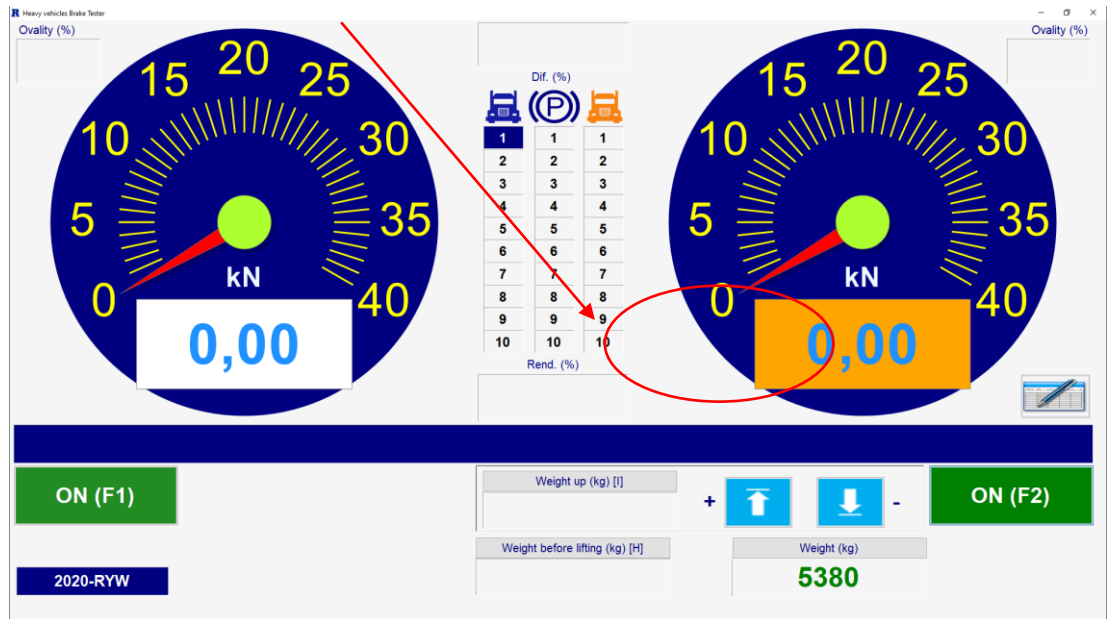 R Heavy vehicles Brake Tester
Ovality (%)
Ovality (%)
0
5
10
15
20
25
30
35
40
kN
0,00
Dif. (%)
(P)
1 1 1
2 2 2
3 3 3
4 4 4
5 5 5
6 6 6
7 7 7
8 8 8
9 9 9
10 10 10
Rend. (%)
0
5
10
15
20
25
30
35
40
kN
0,00
ON (F1)
Weight up (kg) [I]
+
-
ON (F2)
Weight before lifting (kg) [H]
Weight (kg)
5380
2020-RYW